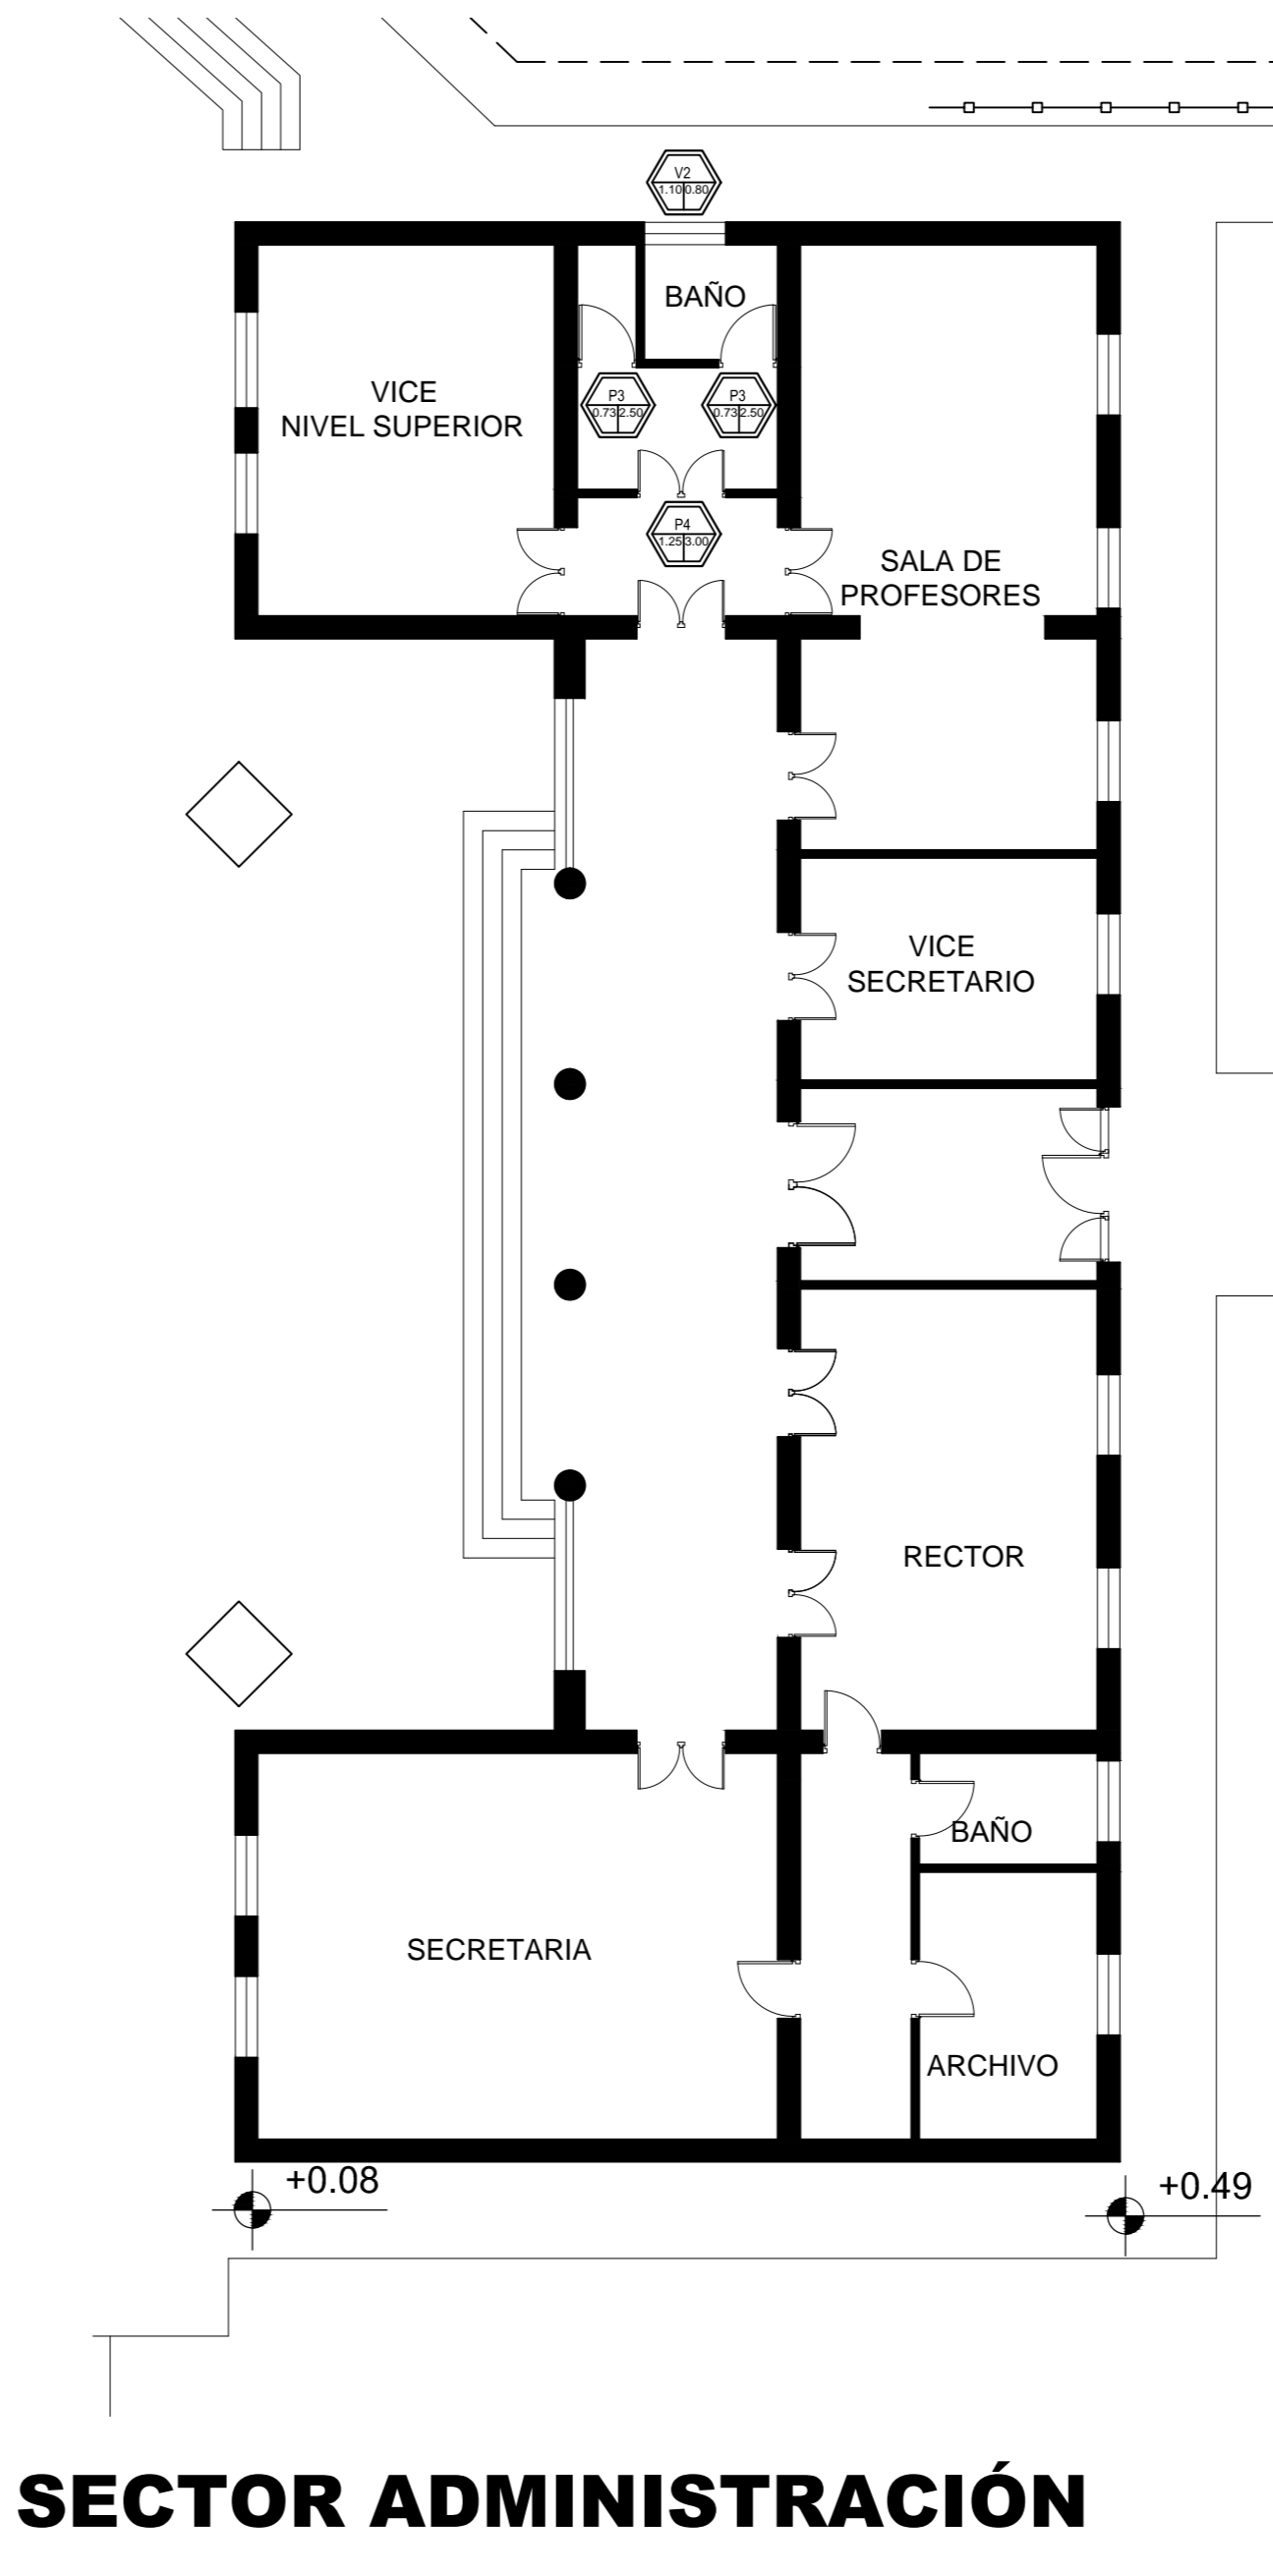 V2
1.10 0.80
BAÑO
VICE
NIVEL SUPERIOR
P3
0.73 2.50
P3
0.73 2.50
P4
1.25 3.00
SALA DE
PROFESORES
VICE
SECRETARIO
RECTOR
BAÑO
SECRETARIA
ARCHIVO
+0.08
+0.49
SECTOR ADMINISTRACIÓN